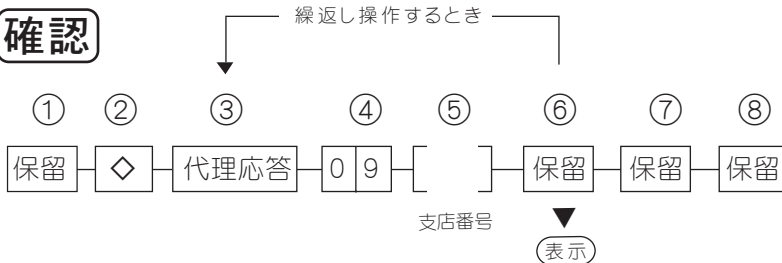 繰返し操作するとき
確認
① ② ③ ④ ⑤ ⑥ ⑦ ⑧
保留 ◇ 代理応答 0 9 保留 保留 保留
支店番号
表示